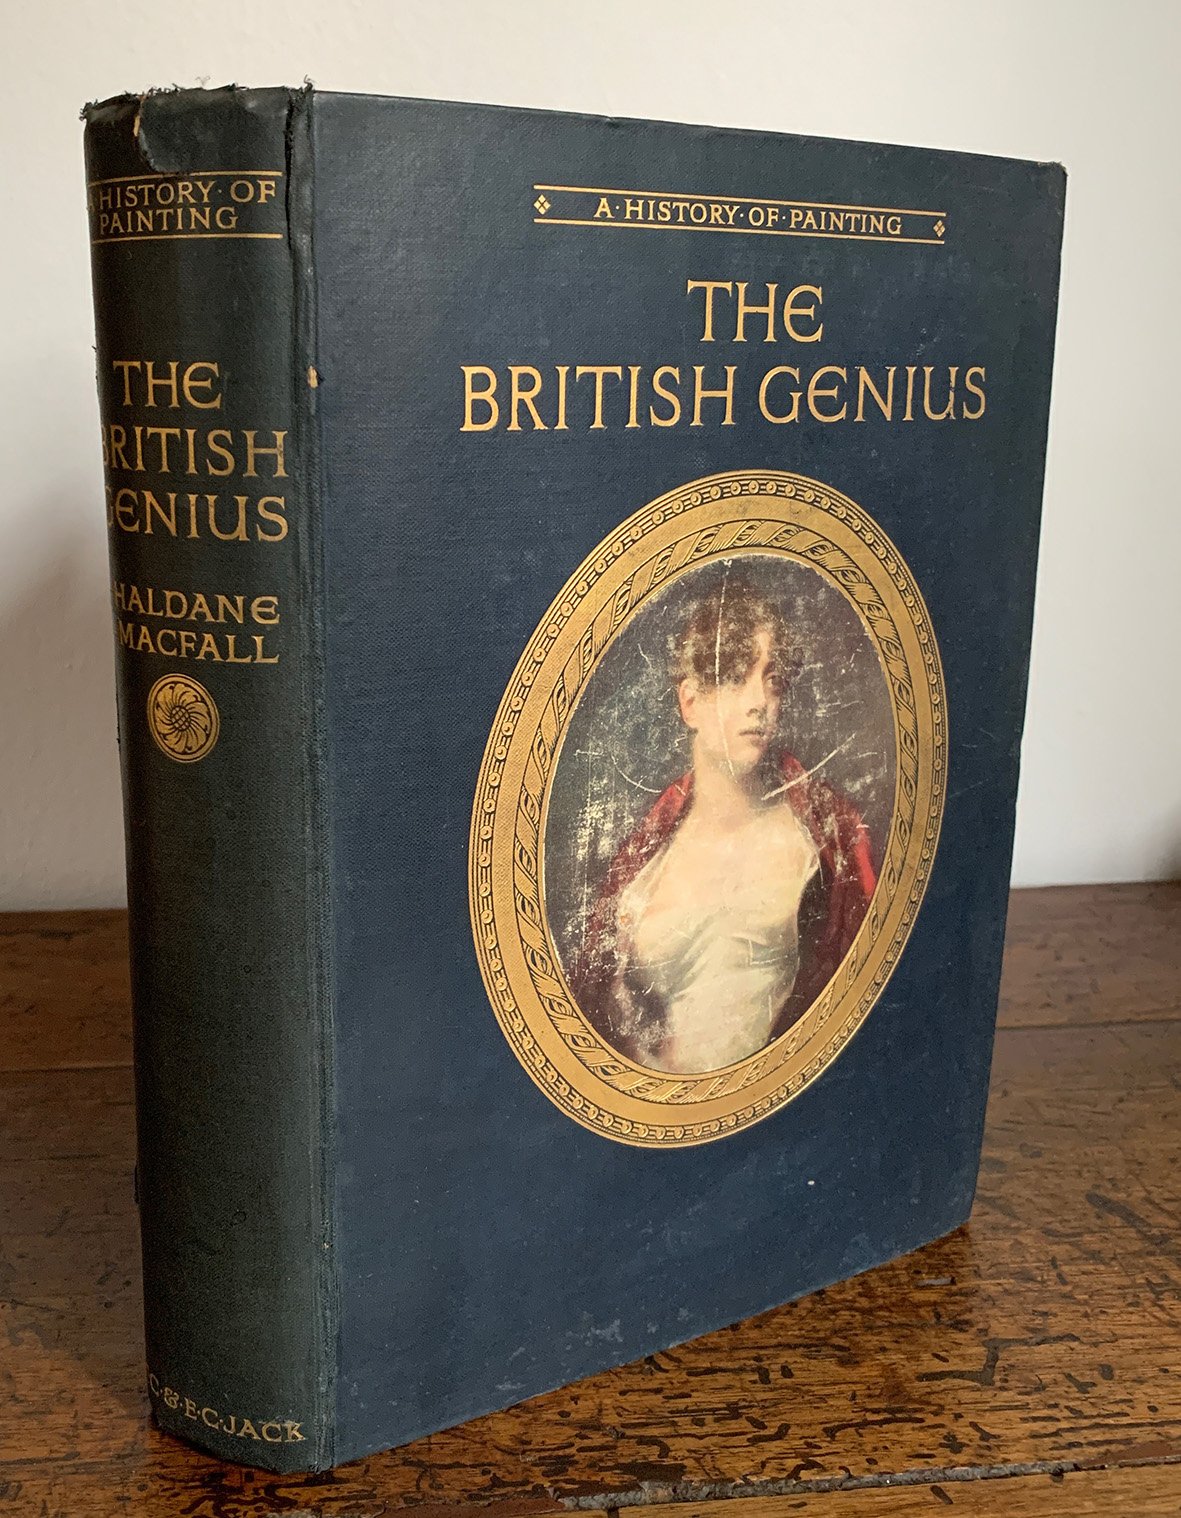 HISTORY·OF
PAINTING
THE
BRITISH
GENIUS
HALDANE
MACFALL
C·&·E·C·JACK
A·HISTORY·OF·PAINTING
THE
BRITISH GENIUS